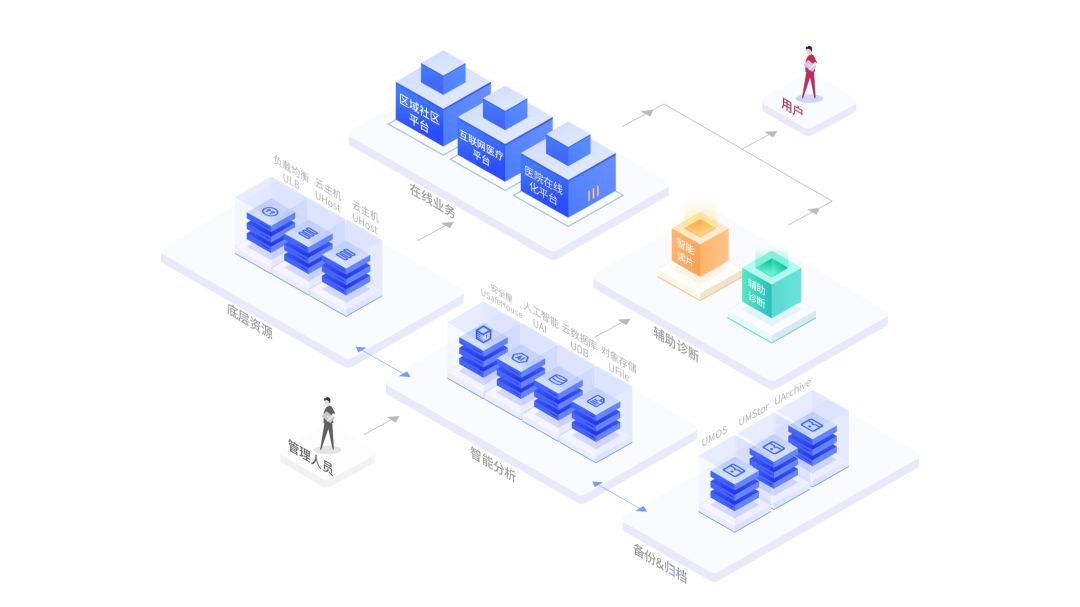 区域社区
平台
互联网医疗
平台
医院在线
化平台
在线业务
用户
负载均衡
ULB
云主机
UHost
云主机
UHost
底层资源
智能
读片
辅助
诊断
辅助诊断
安全屋
USafeHouse
人工智能
UAI
云数据库
UDB
对象存储
UFile
AI
智能分析
管理人员
UMOS
UMStor
UArchive
备份&归档